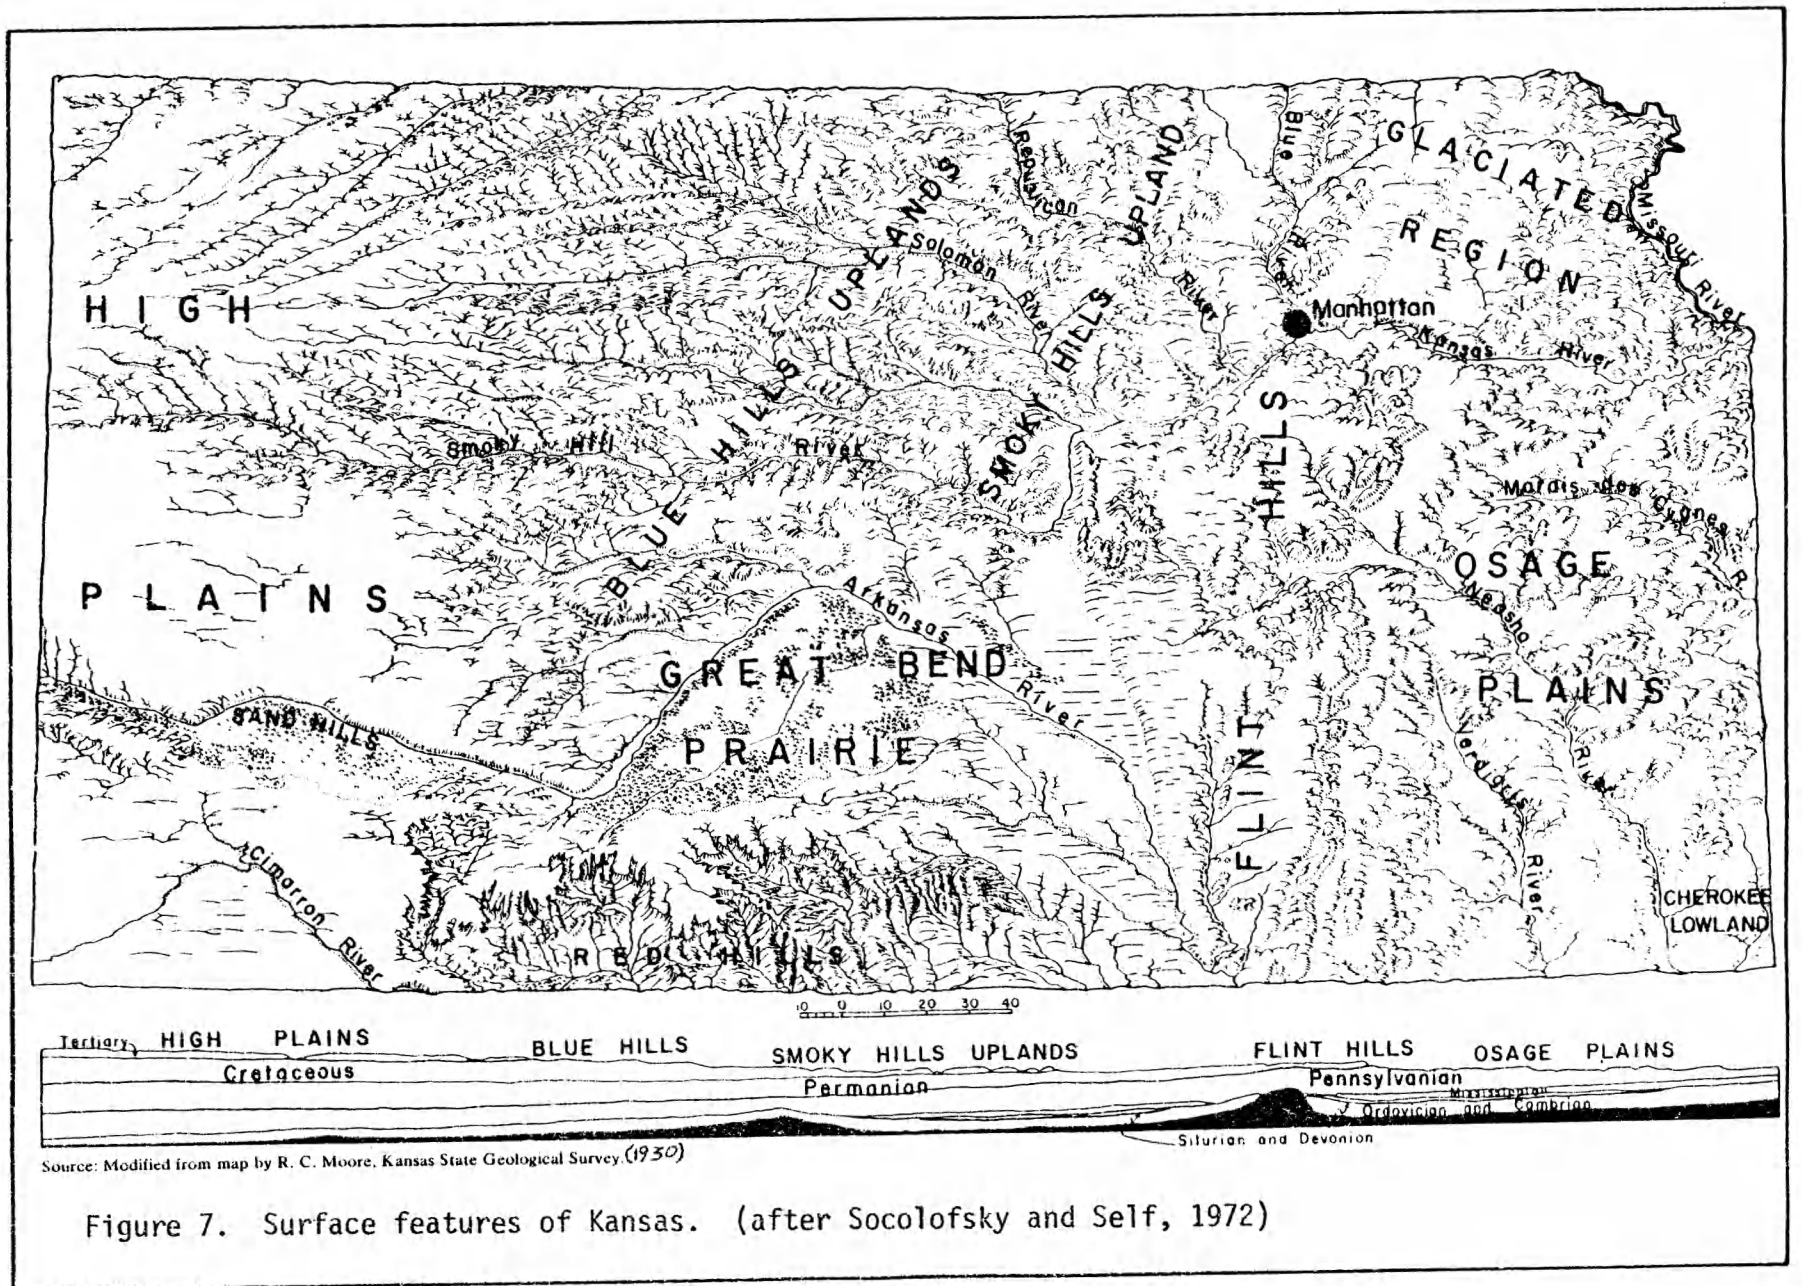 GLACIATED
REGION
Blue
River
Republican
River
UPLAND
SMOKY HILLS
BLUE HILLS UPLANDS
Solomon
River
Missouri River
HIGH
PLAINS
Manhattan
Kansas River
Smoky Hill River
FLINT HILLS
Marais des Cygnes R.
OSAGE
PLAINS
Neosho
River
Arkansas
River
GREAT BEND
PRAIRIE
SAND HILLS
Verdigris
River
Cimarron
River
RED HILLS
CHEROKEE
LOWLAND
10 0 10 20 30 40
Tertiary HIGH PLAINS BLUE HILLS SMOKY HILLS UPLANDS FLINT HILLS OSAGE PLAINS
Cretaceous
Permanian
Pennsylvanian
Mississippian
Ordovician and Cambrian
Silurian and Devonion
Source: Modified from map by R. C. Moore, Kansas State Geological Survey.(1930)
Figure 7. Surface features of Kansas. (after Socolofsky and Self, 1972)